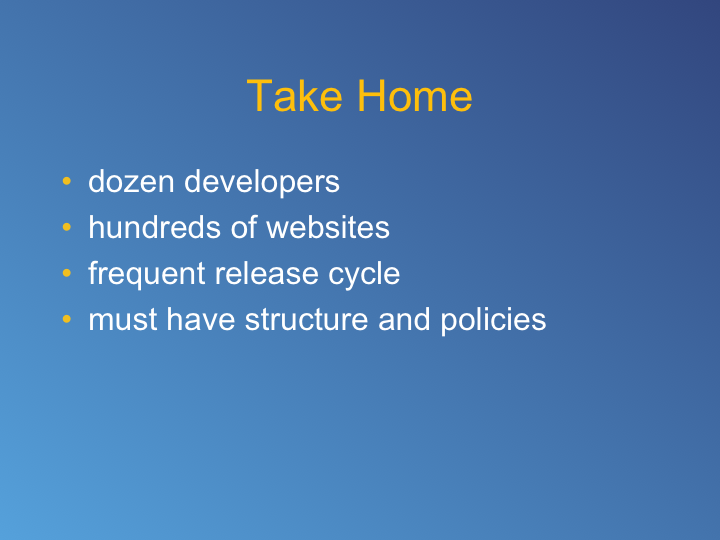 Take Home
• dozen developers
• hundreds of websites
• frequent release cycle
• must have structure and policies